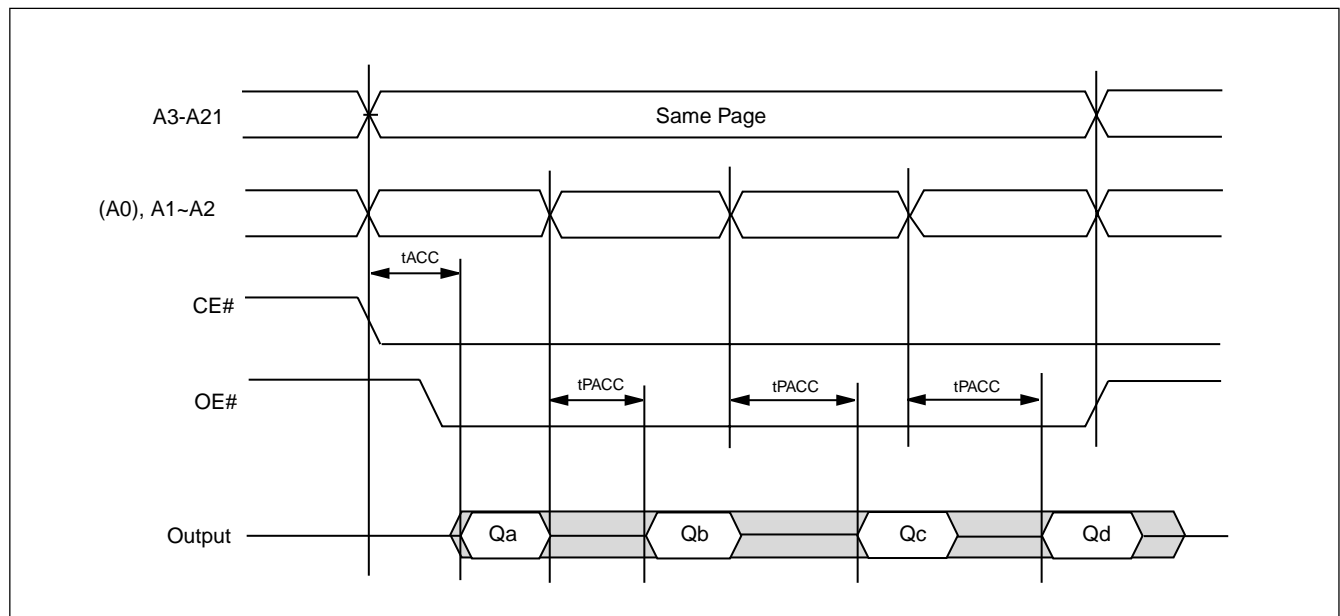 A3-A21
Same Page
(A0), A1~A2
tACC
CE#
tPACC
tPACC
tPACC
OE#
Output
Qa
Qb
Qc
Qd